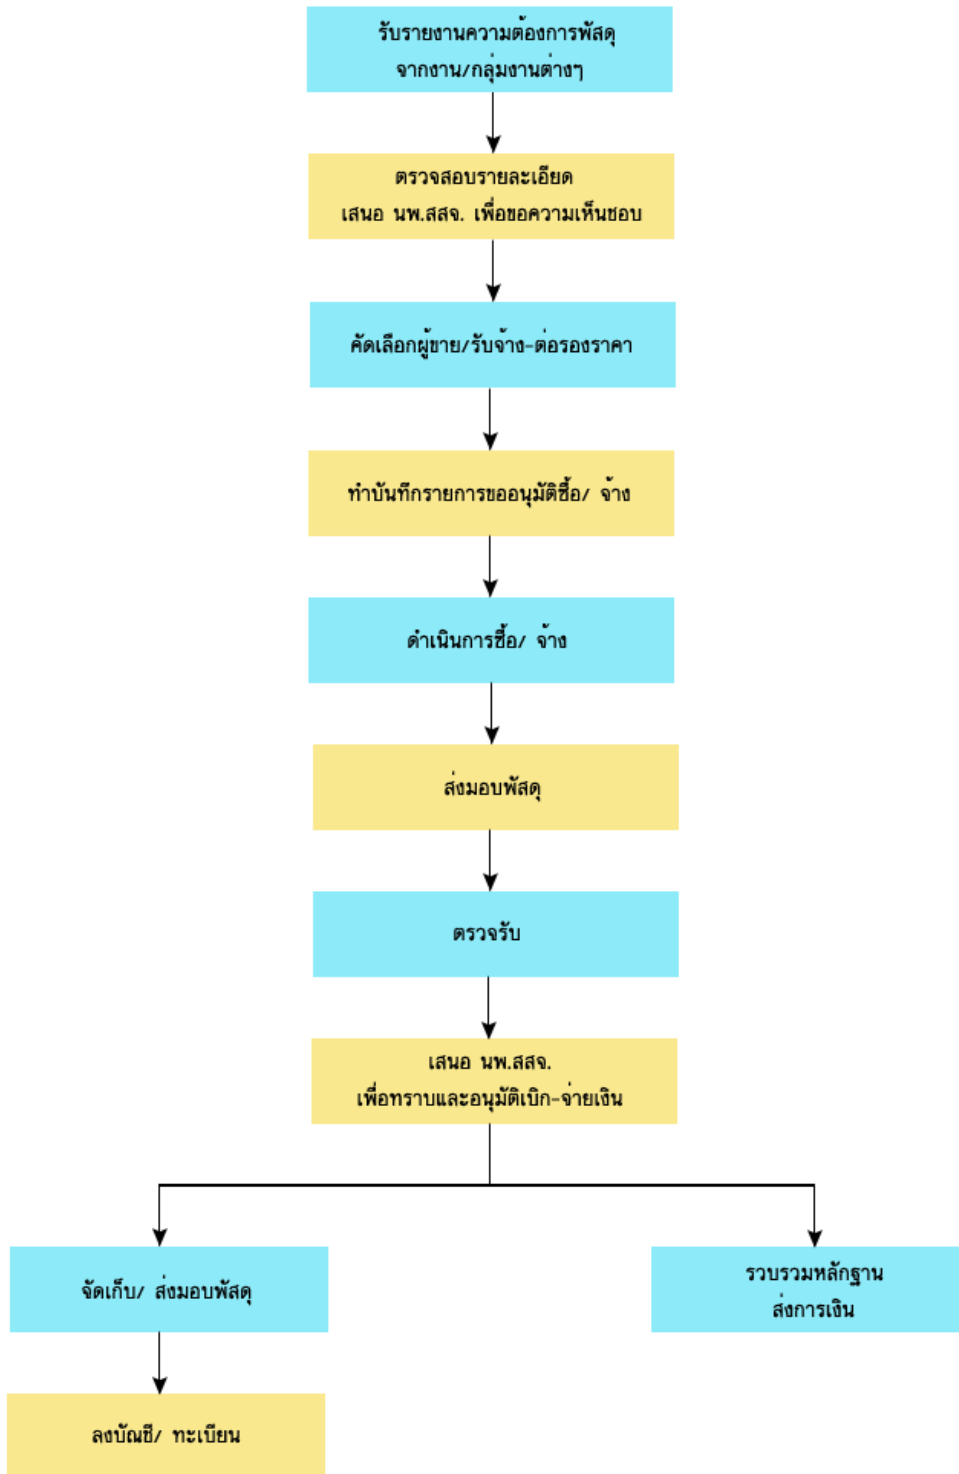 รับรายงานความต้องการพัสดุ
จากงาน/กลุ่มงานต่างๆ
ตรวจสอบรายละเอียด
เสนอ นพ.สสจ. เพื่อขอความเห็นชอบ
คัดเลือกผู้ขาย/รับจ้าง-ต่อรองราคา
ทำบันทึกรายการขออนุมัติซื้อ/ จ้าง
ดำเนินการซื้อ/ จ้าง
ส่งมอบพัสดุ
ตรวจรับ
เสนอ นพ.สสจ.
เพื่อทราบและอนุมัติเบิก-จ่ายเงิน
จัดเก็บ/ ส่งมอบพัสดุ
รวบรวมหลักฐาน
ส่งการเงิน
ลงบัญชี/ ทะเบียน